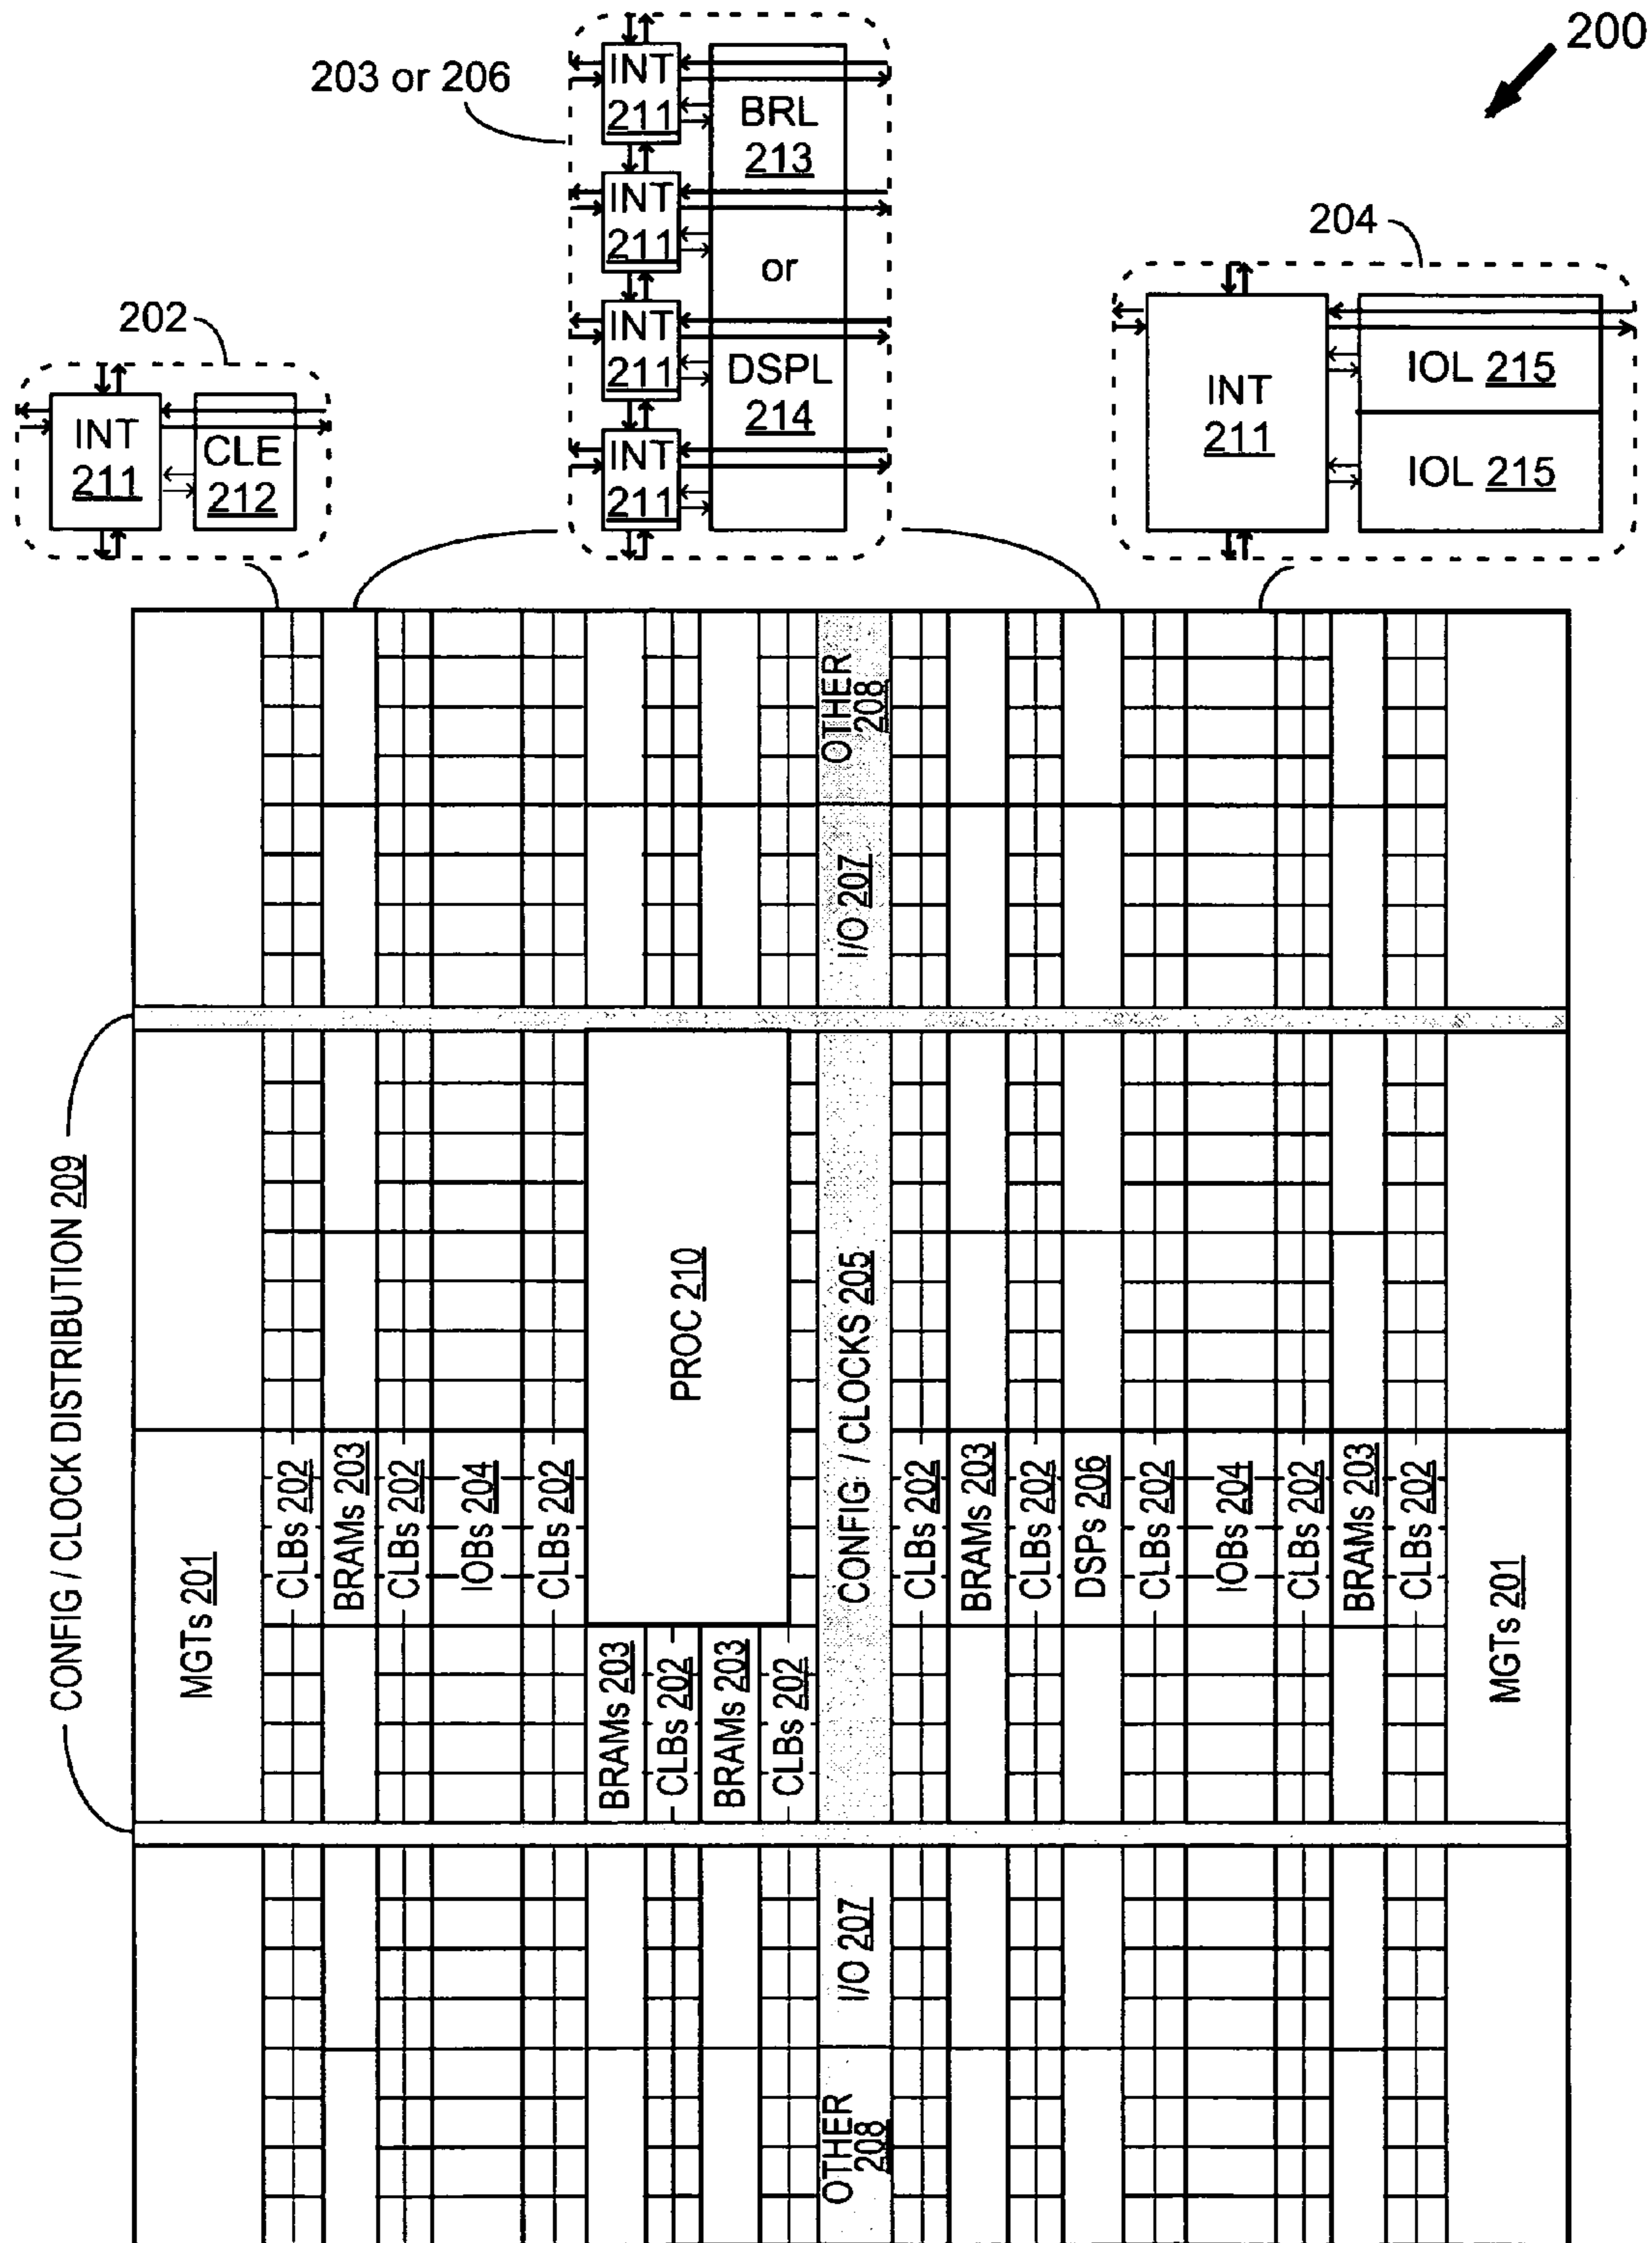 200
203 or 206
INT
211
BRL
213
INT
211
or
INT
211
DSPL
214
INT
211
204
INT
211
IOL 215
IOL 215
202
INT
211
CLE
212
OTHER
208
I/O 207
CONFIG / CLOCK DISTRIBUTION 209
PROC 210
CONFIG / CLOCKS 205
MGTs 201
CLBs 202
BRAMs 203
CLBs 202
IOBs 204
CLBs 202
BRAMs 203
CLBs 202
BRAMs 203
CLBs 202
CLBs 202
BRAMs 203
CLBs 202
DSPs 206
CLBs 202
IOBs 204
CLBs 202
BRAMs 203
CLBs 202
MGTs 201
I/O 207
OTHER
208